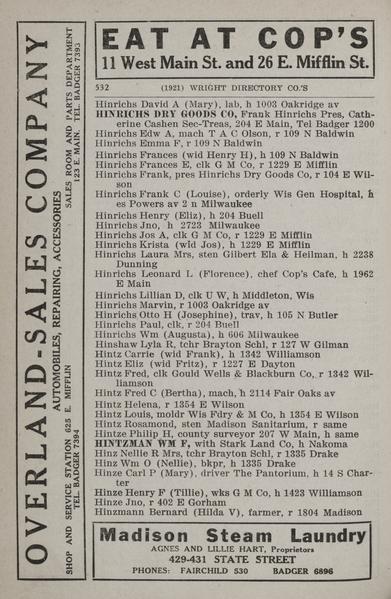 EAT AT COP'S
11 West Main St. and 26 E. Mifflin St.
532 (1921) WRIGHT DIRECTORY CO.'S
Hinrichs David A (Mary), lab, h 1003 Oakridge av
HINRICHS DRY GOODS CO, Frank Hinrichs Pres, Cath-
erine Cashen Sec-Treas, 204 E Main, Tel Badger 1200
Hinrichs Edw A, mach T A C Olson, r 109 N Baldwin
Hinrichs Emma F, r 109 N Baldwin
Hinrichs Frances (wid Henry H), h 109 N Baldwin
Hinrichs Frances E, clk G M Co, r 1229 E Mifflin
Hinrichs Frank, pres Hinrichs Dry Goods Co, r 104 E Wil-
son
Hinrichs Frank C (Louise), orderly Wis Gen Hospital, h
es Powers av 2 n Milwaukee
Hinrichs Henry (Eliz), h 204 Buell
Hinrichs Jno, h 2723 Milwaukee
Hinrichs Jos A, clk G M Co, r 1229 E Mifflin
Hinrichs Krista (wid Jos), h 1229 E Mifflin
Hinrichs Laura Mrs, sten Gilbert Ela & Heilman, h 2238
Dunning
Hinrichs Leonard L (Florence), chef Cop's Cafe, h 1962
E Main
Hinrichs Lillian D, clk U W, h Middleton, Wis
Hinrichs Marvin, r 1003 Oakridge av
Hinrichs Otto H (Josephine), trav, h 105 N Butler
Hinrichs Paul, clk, r 204 Buell
Hinrichs Wm (Augusta), h 606 Milwaukee
Hinshaw Lyla R, tchr Brayton Schl, r 127 W Gilman
Hintz Carrie (wid Frank), h 1342 Williamson
Hintz Eliz (wid Fritz), r 1227 E Dayton
Hintz Fred, clk Gould Wells & Blackburn Co, r 1342 Wil-
liamson
Hintz Fred C (Bertha), mach, h 2114 Fair Oaks av
Hintz Helena, r 1354 E Wilson
Hintz Louis, moldr Wis Fdry & M Co, h 1354 E Wilson
Hintz Rosamond, sten Madison Sanitarium, r same
Hintze Philip H, county surveyor 207 W Main, h same
HINTZMAN WM F, with Stark Land Co, h Nakoma
Hinz Nellie R Mrs, tchr Brayton Schl, r 1335 Drake
Hinz Wm O (Nellie), bkpr, h 1335 Drake
Hinze Carl P (Mary), driver The Pantorium, h 14 S Char-
ter
Hinze Henry F (Tillie), wks G M Co, h 1423 Williamson
Hinze Jno, r 402 E Gorham
Hinzmann Bernard (Hilda V), farmer, r 1804 Madison
Madison Steam Laundry
AGNES AND LILLIE HART, Proprietors
429-431 STATE STREET
PHONES: FAIRCHILD 530 BADGER 6896
OVERLAND-SALES COMPANY
AUTOMOBILES, REPAIRING, ACCESSORIES
SHOP AND SERVICE STATION 623 E. MIFFLIN
TEL. BADGER 7394
SALES ROOM AND PARTS DEPARTMENT
123 E. MAIN. TEL. BADGER 7393